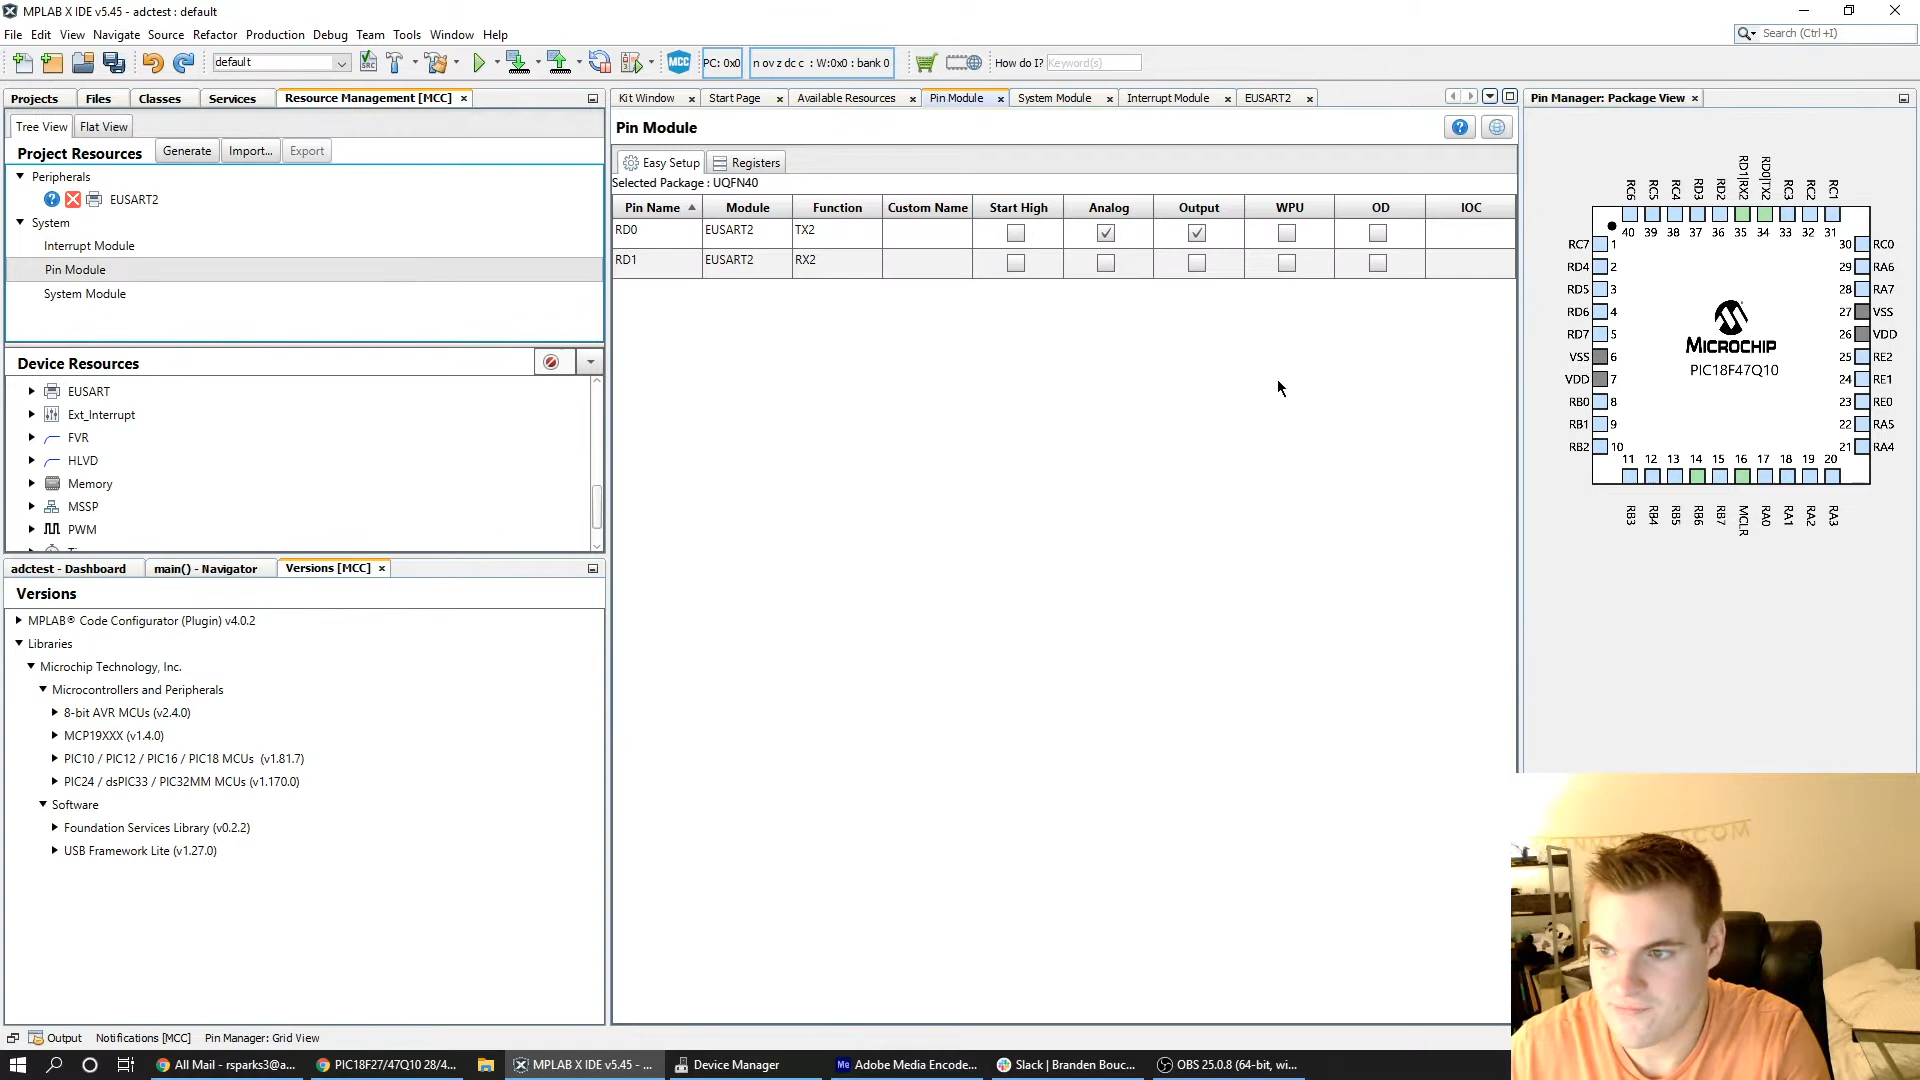 MPLAB X IDE v5.45 - adctest : default
File Edit View Navigate Source Refactor Production Debug Team Tools Window Help
Search (Ctrl+I)
default
MCC
PC: 0x0
n ov z dc c : W:0x0 : bank 0
How do I? Keyword(s)
Projects Files Classes Services Resource Management [MCC] ×
Tree View Flat View
Project Resources Generate Import... Export
Peripherals
EUSART2
System
Interrupt Module
Pin Module
System Module
Device Resources
EUSART
Ext_Interrupt
FVR
HLVD
Memory
MSSP
PWM
adctest - Dashboard main() - Navigator Versions [MCC] ×
Versions
MPLAB® Code Configurator (Plugin) v4.0.2
Libraries
Microchip Technology, Inc.
Microcontrollers and Peripherals
8-bit AVR MCUs (v2.4.0)
MCP19XXX (v1.4.0)
PIC10 / PIC12 / PIC16 / PIC18 MCUs (v1.81.7)
PIC24 / dsPIC33 / PIC32MM MCUs (v1.170.0)
Software
Foundation Services Library (v0.2.2)
USB Framework Lite (v1.27.0)
Kit Window × Start Page × Available Resources × Pin Module × System Module × Interrupt Module × EUSART2 ×
Pin Module
Easy Setup Registers
Selected Package : UQFN40
Pin Name Module Function Custom Name Start High Analog Output WPU OD IOC
RD0 EUSART2 TX2
RD1 EUSART2 RX2
Pin Manager: Package View ×
RC6 RC5 RC4 RD3 RD2 RD1|RX2 RD0|TX2 RC3 RC2 RC1
40 39 38 37 36 35 34 33 32 31
RC7 1 30 RC0
RD4 2 29 RA6
RD5 3 28 RA7
RD6 4 27 VSS
RD7 5 26 VDD
VSS 6 25 RE2
VDD 7 24 RE1
RB0 8 23 RE0
RB1 9 22 RA5
RB2 10 21 RA4
MICROCHIP
PIC18F47Q10
11 12 13 14 15 16 17 18 19 20
RB3 RB4 RB5 RB6 RB7 MCLR RA0 RA1 RA2 RA3
Output Notifications [MCC] Pin Manager: Grid View
All Mail - rsparks3@a... PIC18F27/47Q10 28/4... MPLAB X IDE v5.45 - ... Device Manager Me Adobe Media Encode... Slack | Branden Bouc... OBS 25.0.8 (64-bit, wi...